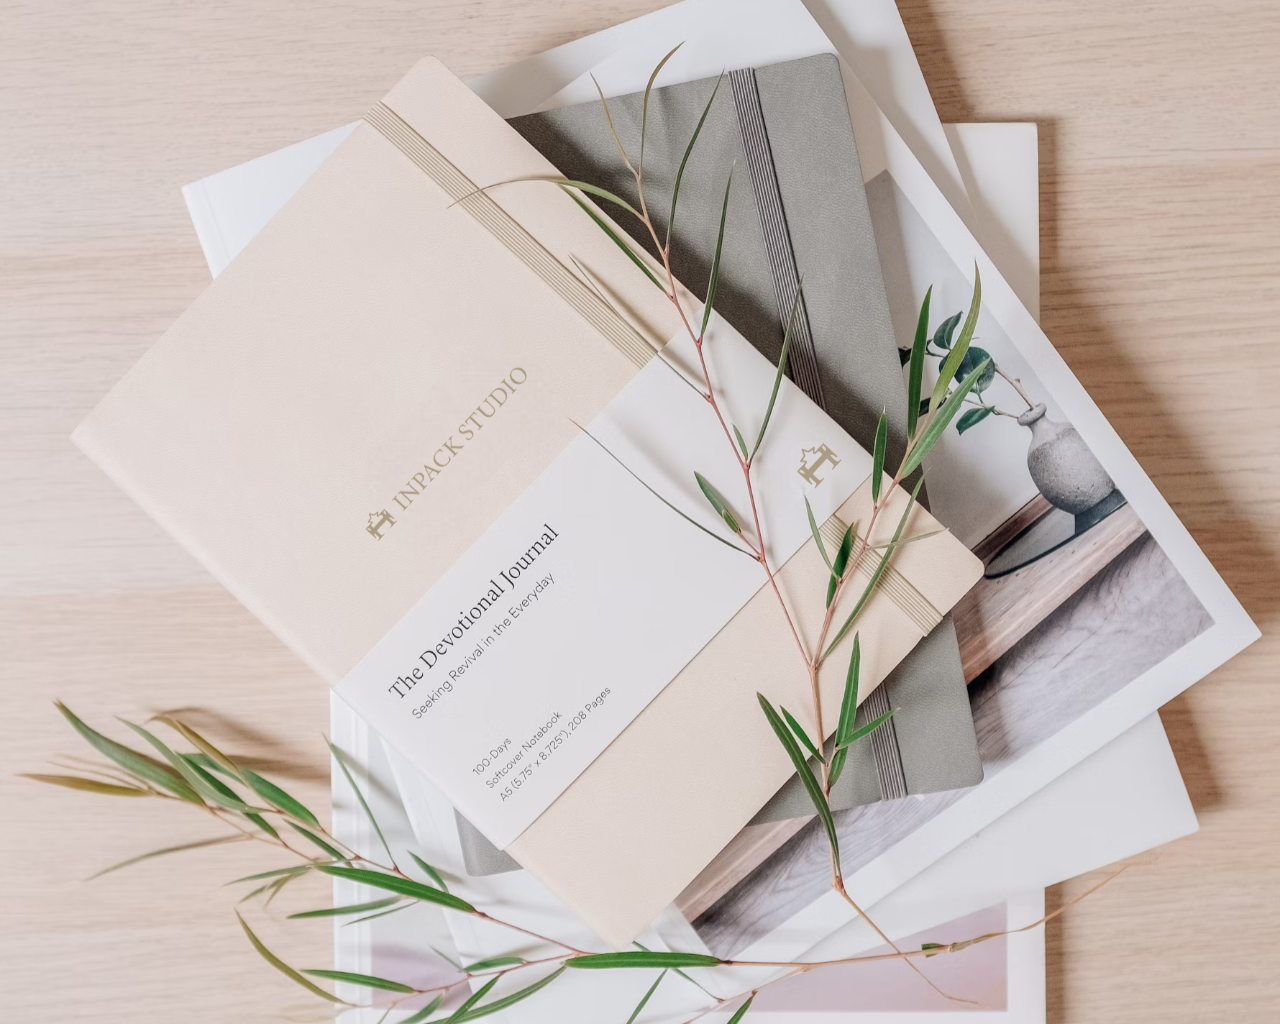 INPACK STUDIO
The Devotional Journal
Seeking Revival in the Everyday
100-Days
Softcover Notebook
A5 (5.75" x 8.725"), 208 Pages